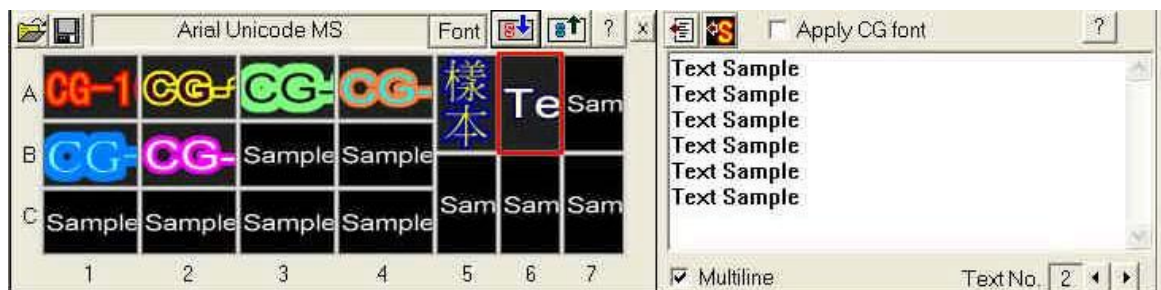 Arial Unicode MS Font ? x
A CG-1 CG- CG- CG- 樣本 Te Sam
B CG- CG- Sample Sample
C Sample Sample Sample Sample Sam Sam Sam
1 2 3 4 5 6 7
S Apply CG font ?
Text Sample
Text Sample
Text Sample
Text Sample
Text Sample
Text Sample
Multiline Text No. 2